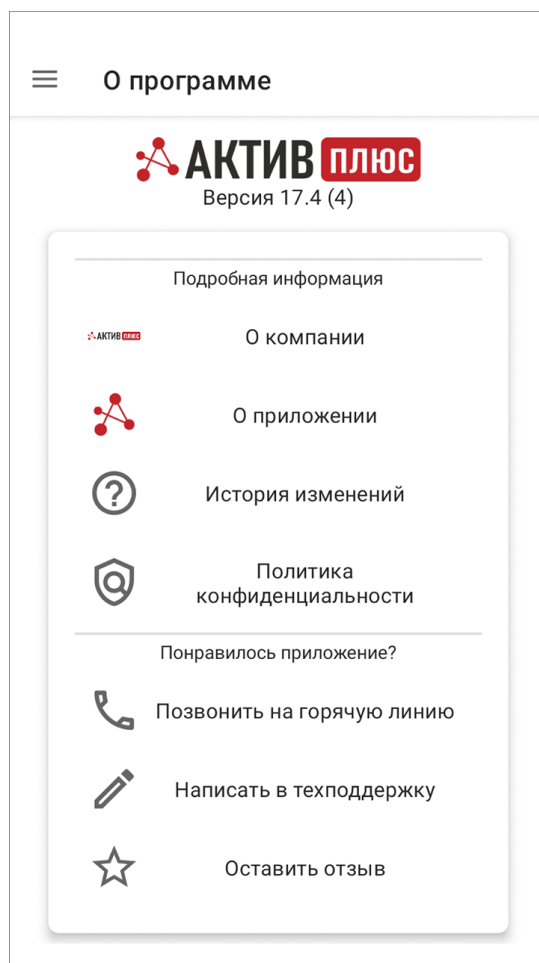 О программе
АКТИВ ПЛЮС
Версия 17.4 (4)
Подробная информация
АКТИВ ПЛЮС
О компании
О приложении
История изменений
Политика
конфиденциальности
Понравилось приложение?
Позвонить на горячую линию
Написать в техподдержку
Оставить отзыв